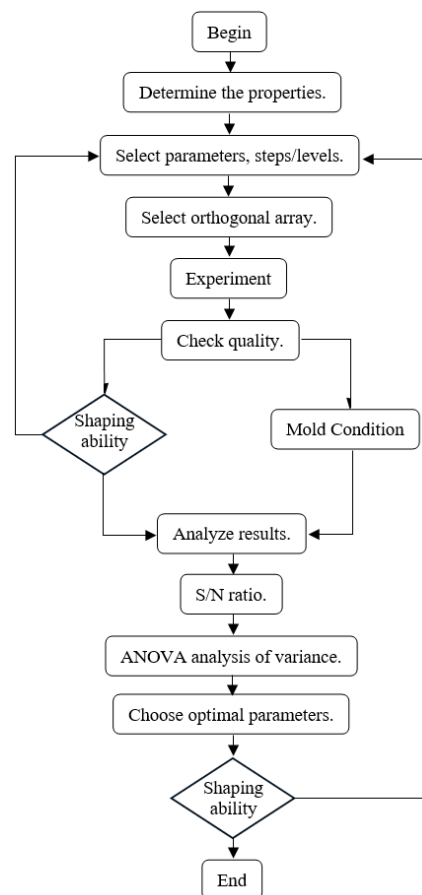 Begin
Determine the properties.
Select parameters, steps/levels.
Select orthogonal array.
Experiment
Check quality.
Shaping
ability
Mold Condition
Analyze results.
S/N ratio.
ANOVA analysis of variance.
Choose optimal parameters.
Shaping
ability
End